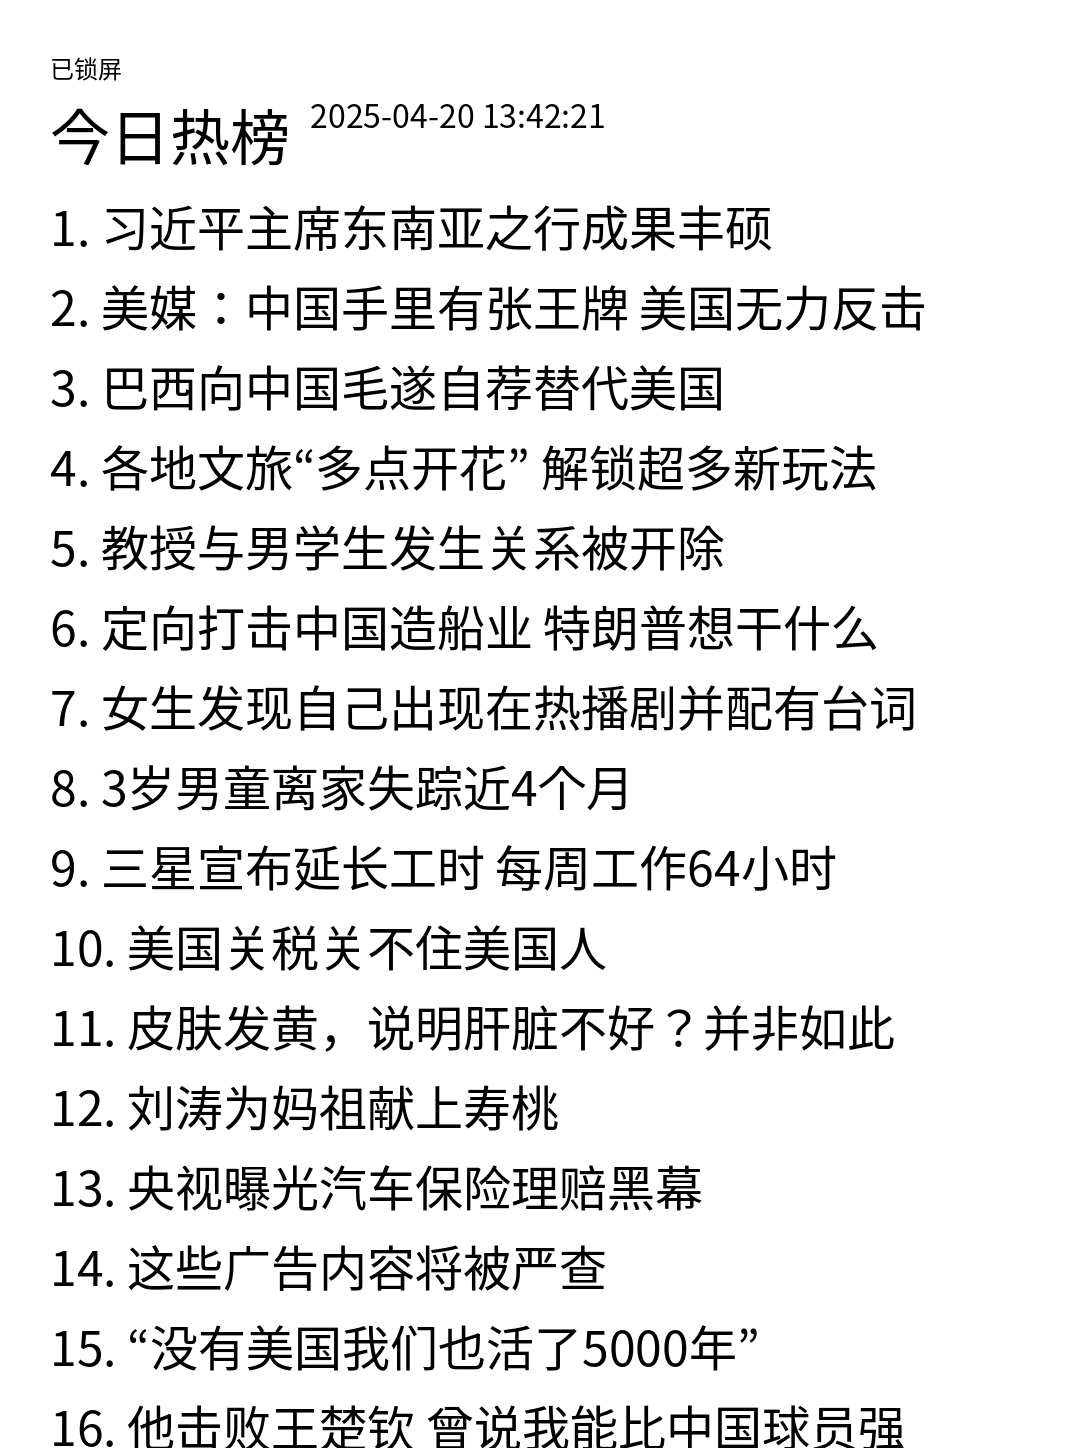 已锁屏
今日热榜 2025-04-20 13:42:21
1. 习近平主席东南亚之行成果丰硕
2. 美媒：中国手里有张王牌 美国无力反击
3. 巴西向中国毛遂自荐替代美国
4. 各地文旅“多点开花” 解锁超多新玩法
5. 教授与男学生发生关系被开除
6. 定向打击中国造船业 特朗普想干什么
7. 女生发现自己出现在热播剧并配有台词
8. 3岁男童离家失踪近4个月
9. 三星宣布延长工时 每周工作64小时
10. 美国关税关不住美国人
11. 皮肤发黄，说明肝脏不好？并非如此
12. 刘涛为妈祖献上寿桃
13. 央视曝光汽车保险理赔黑幕
14. 这些广告内容将被严查
15. “没有美国我们也活了5000年”
16. 他击败王楚钦 曾说我能比中国球员强